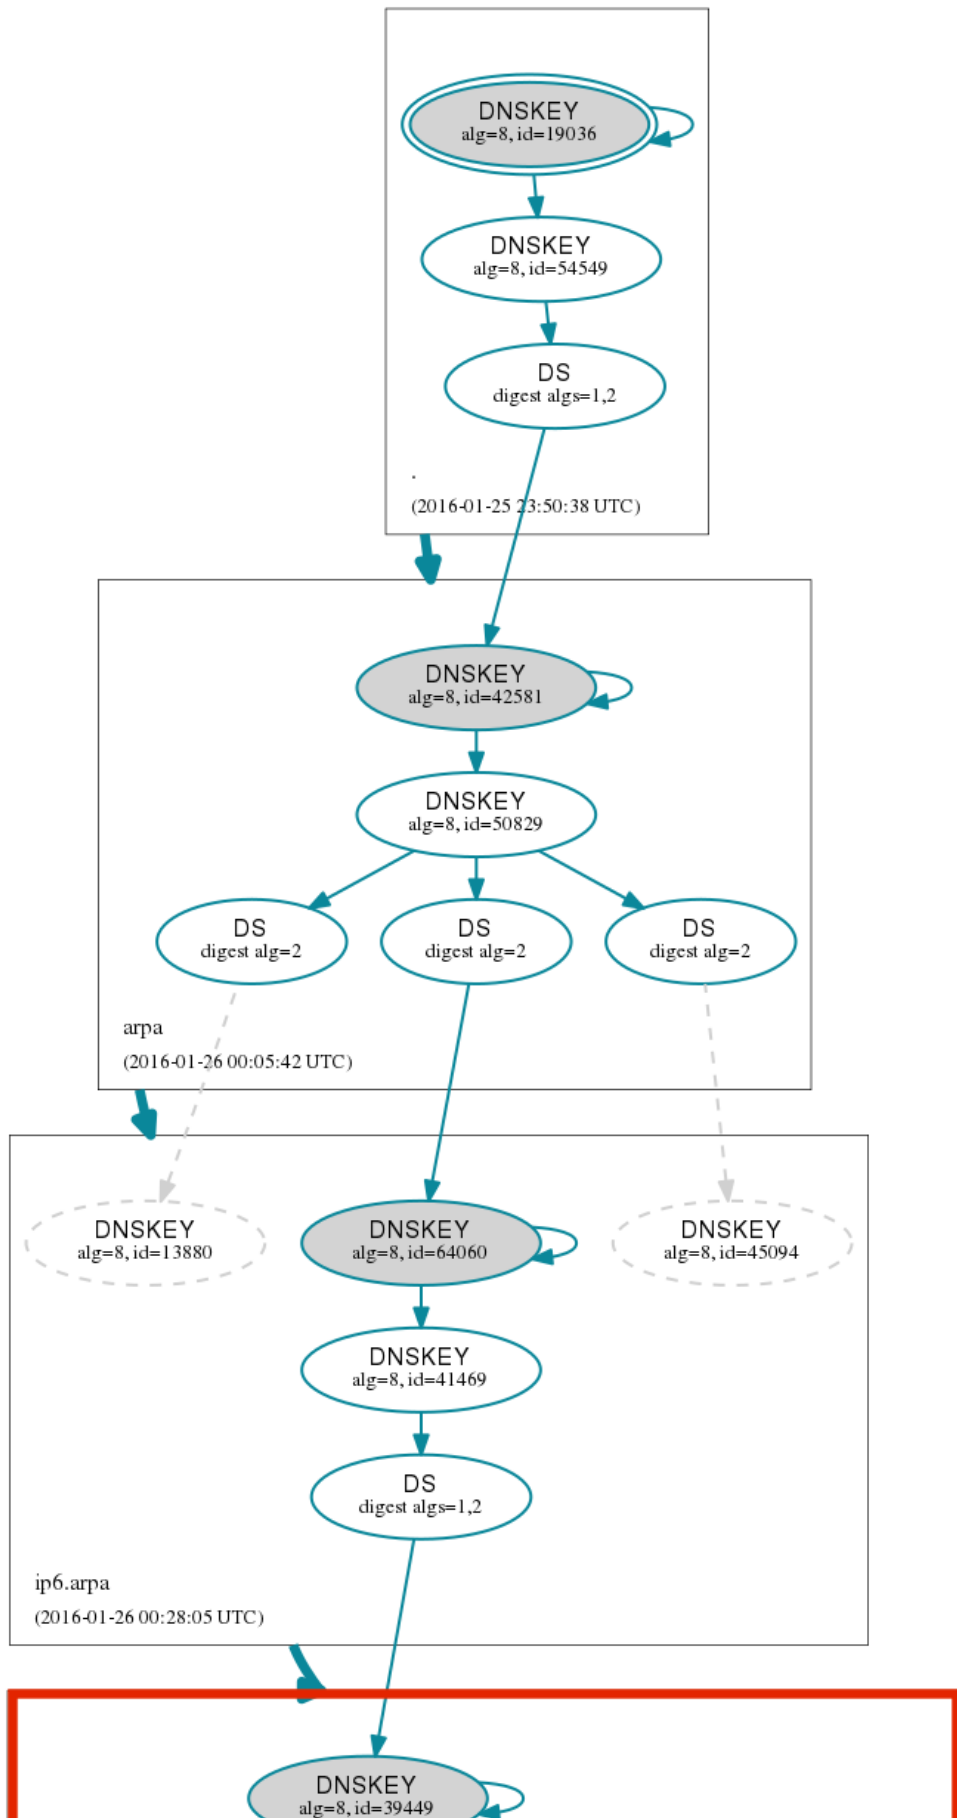 DNSKEY
alg=8, id=19036
DNSKEY
alg=8, id=54549
DS
digest algs=1,2
.
(2016-01-25 23:50:38 UTC)
DNSKEY
alg=8, id=42581
DNSKEY
alg=8, id=50829
DS
digest alg=2
DS
digest alg=2
DS
digest alg=2
arpa
(2016-01-26 00:05:42 UTC)
DNSKEY
alg=8, id=13880
DNSKEY
alg=8, id=64060
DNSKEY
alg=8, id=45094
DNSKEY
alg=8, id=41469
DS
digest algs=1,2
ip6.arpa
(2016-01-26 00:28:05 UTC)
DNSKEY
alg=8, id=39449